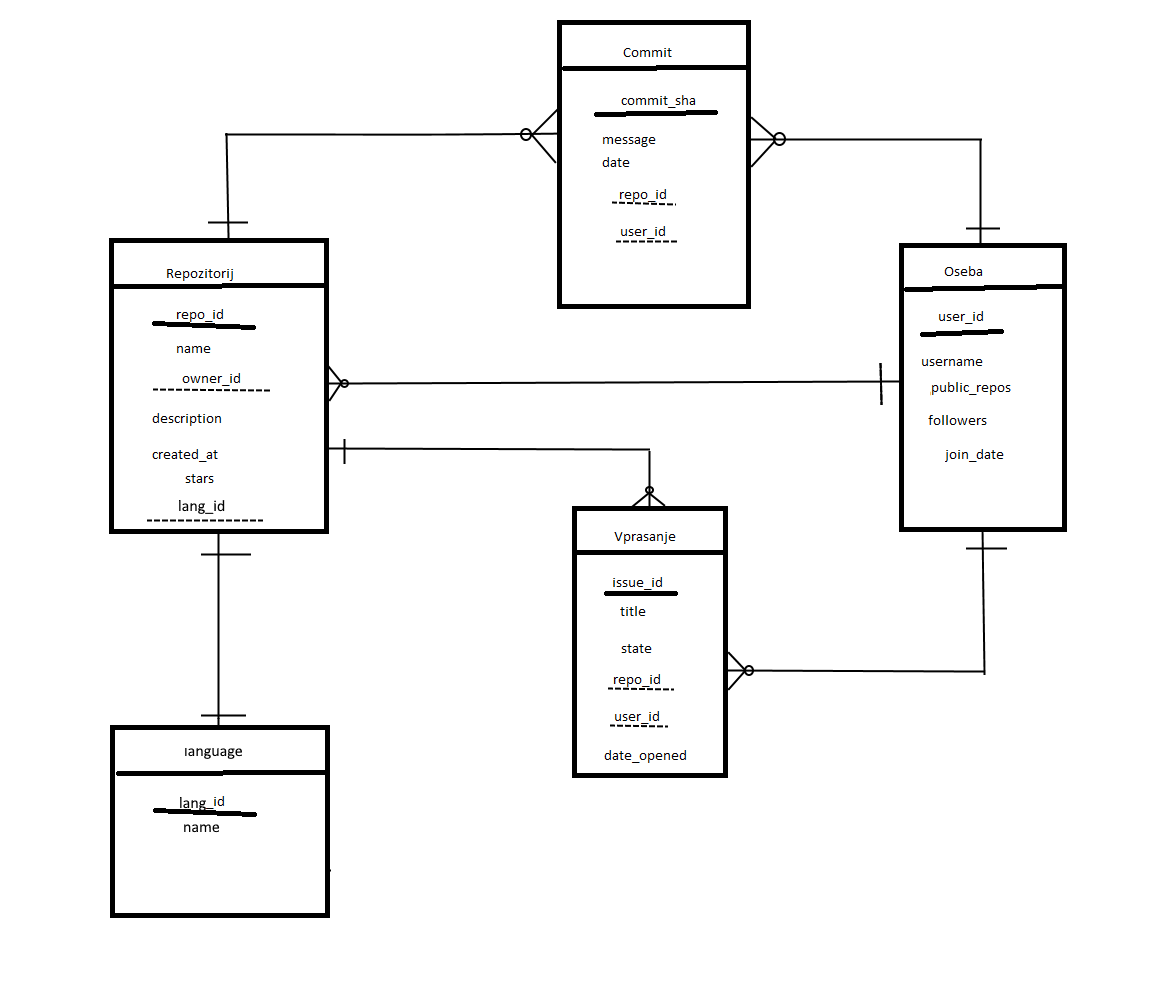 Commit
commit_sha
message
date
repo_id
user_id
Repozitorij
repo_id
name
owner_id
description
created_at
stars
lang_id
Oseba
user_id
username
public_repos
followers
join_date
Vprasanje
issue_id
title
state
repo_id
user_id
date_opened
language
lang_id
name